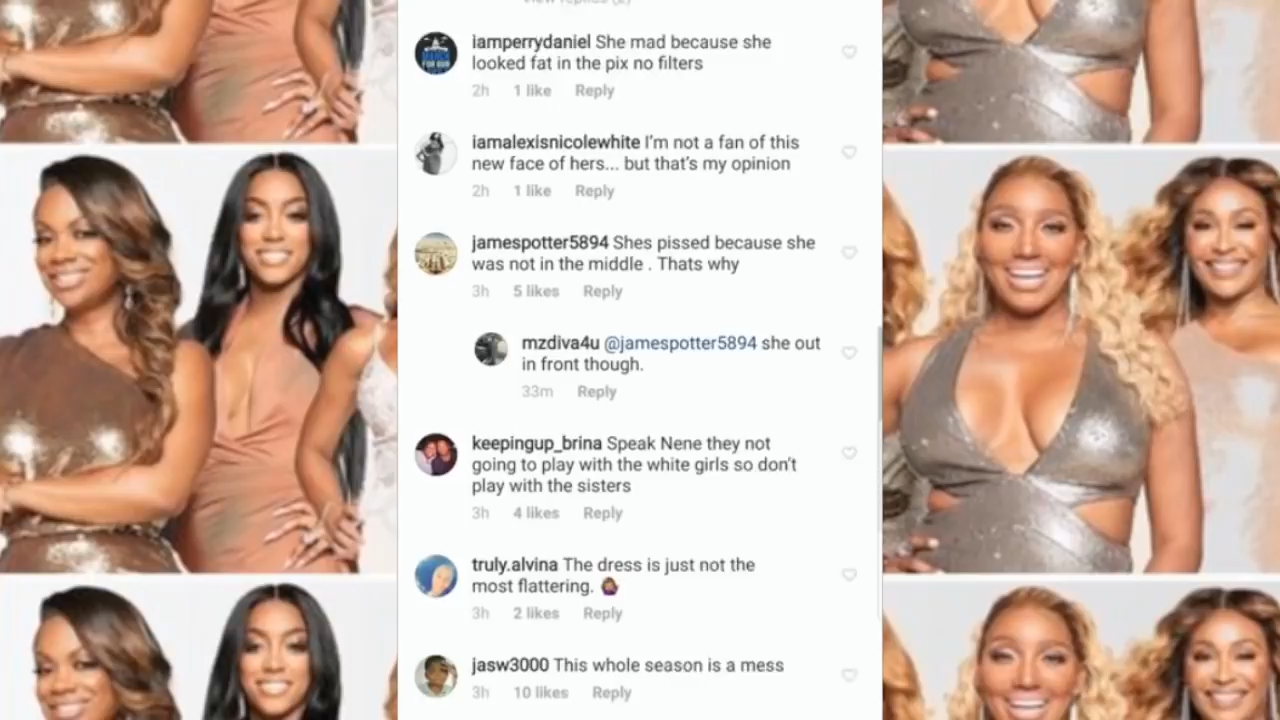 View replies (2)
iamperrydaniel She mad because she
looked fat in the pix no filters
2h 1 like Reply
iamalexisnicolewhite I'm not a fan of this
new face of hers... but that's my opinion
2h 1 like Reply
jamespotter5894 Shes pissed because she
was not in the middle . Thats why
3h 5 likes Reply
mzdiva4u @jamespotter5894 she out
in front though.
33m Reply
keepingup_brina Speak Nene they not
going to play with the white girls so don't
play with the sisters
3h 4 likes Reply
truly.alvina The dress is just not the
most flattering. 🤷🏽‍♀️
3h 2 likes Reply
jasw3000 This whole season is a mess
3h 10 likes Reply